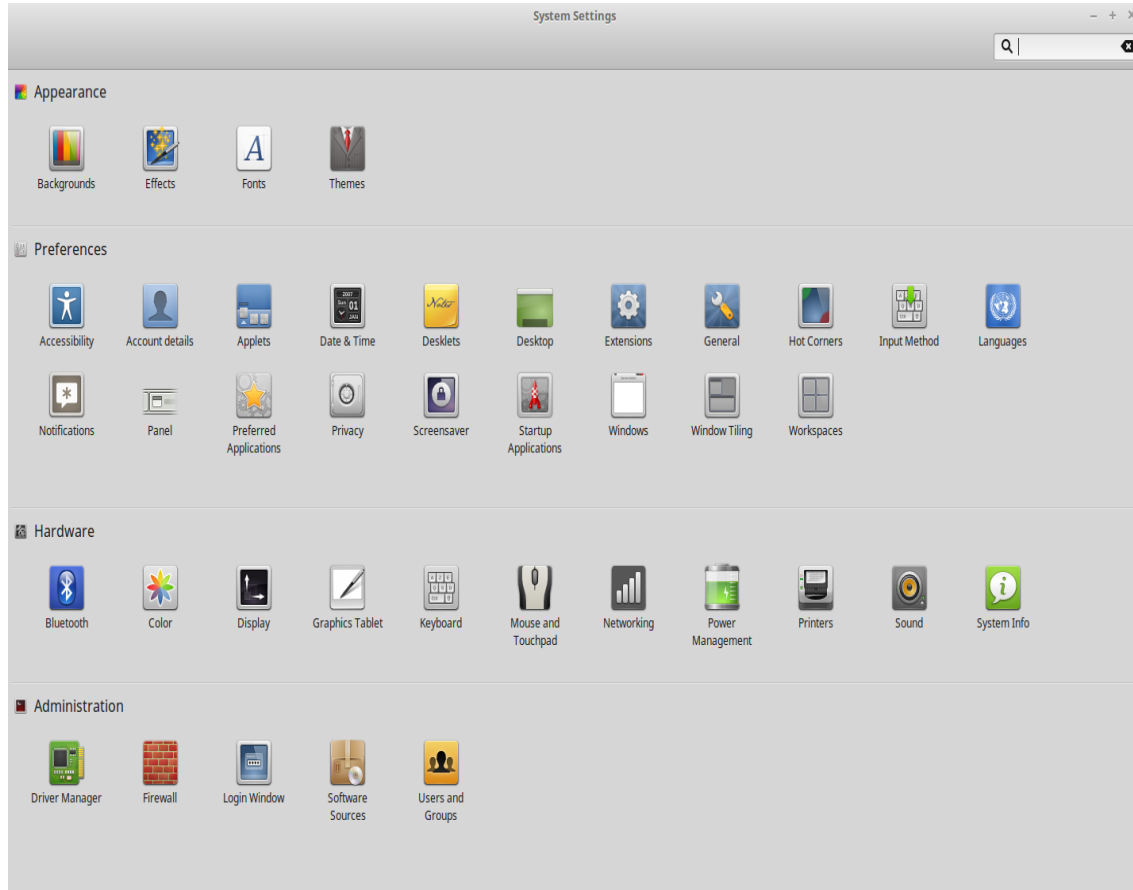 System Settings
Appearance
Backgrounds
Effects
Fonts
Themes
Preferences
Accessibility
Account details
Applets
Date & Time
Desklets
Desktop
Extensions
General
Hot Corners
Input Method
Languages
Notifications
Panel
Preferred
Applications
Privacy
Screensaver
Startup
Applications
Windows
Window Tiling
Workspaces
Hardware
Bluetooth
Color
Display
Graphics Tablet
Keyboard
Mouse and
Touchpad
Networking
Power
Management
Printers
Sound
System Info
Administration
Driver Manager
Firewall
Login Window
Software
Sources
Users and
Groups